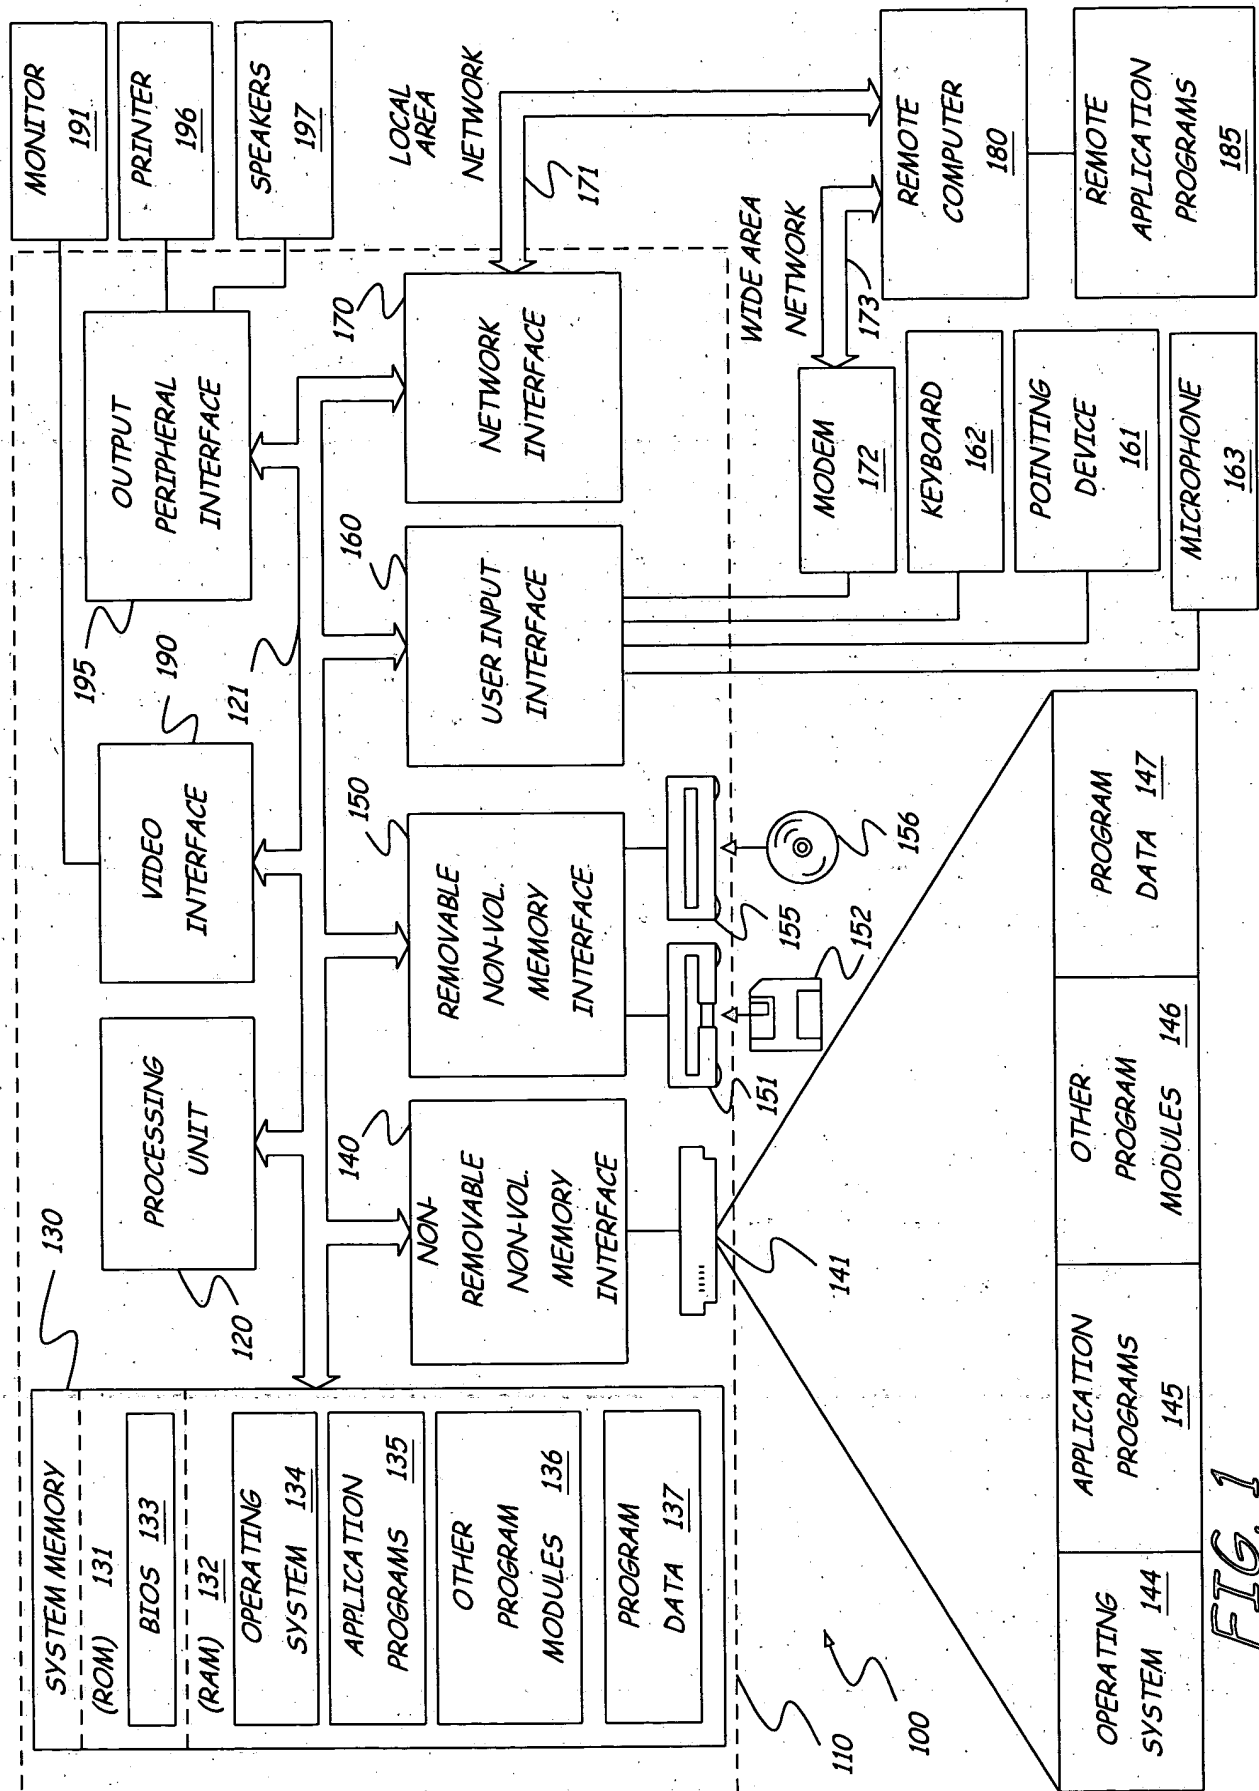 SYSTEM MEMORY
(ROM) 131
BIOS 133
(RAM) 132
OPERATING
SYSTEM 134
APPLICATION
PROGRAMS 135
OTHER
PROGRAM
MODULES 136
PROGRAM
DATA 137
130
PROCESSING
UNIT
120
VIDEO
INTERFACE
190
OUTPUT
PERIPHERAL
INTERFACE
195
121
MONITOR
191
PRINTER
196
SPEAKERS
197
NON-
REMOVABLE
NON-VOL.
MEMORY
INTERFACE
140
REMOVABLE
NON-VOL.
MEMORY
INTERFACE
150
USER INPUT
INTERFACE
160
NETWORK
INTERFACE
170
LOCAL
AREA
NETWORK
171
WIDE AREA
NETWORK
173
141
151
152
155
156
MODEM
172
KEYBOARD
162
POINTING
DEVICE
161
MICROPHONE
163
REMOTE
COMPUTER
180
REMOTE
APPLICATION
PROGRAMS
185
110
100
OPERATING
SYSTEM 144
APPLICATION
PROGRAMS
145
OTHER
PROGRAM
MODULES 146
PROGRAM
DATA 147
FIG. 1